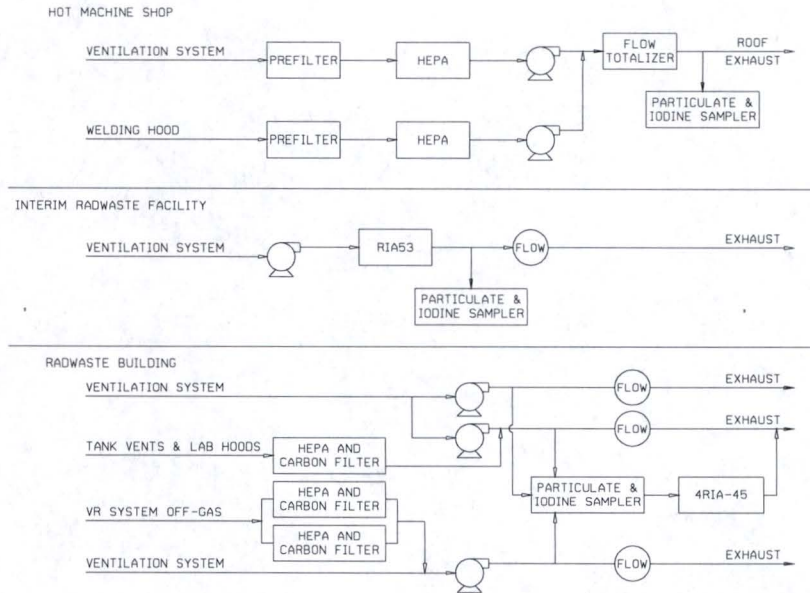 HOT MACHINE SHOP
VENTILATION SYSTEM
PREFILTER
HEPA
FLOW
TOTALIZER
ROOF
EXHAUST
PARTICULATE &
IODINE SAMPLER
WELDING HOOD
PREFILTER
HEPA
INTERIM RADWASTE FACILITY
VENTILATION SYSTEM
RIA53
FLOW
EXHAUST
PARTICULATE &
IODINE SAMPLER
RADWASTE BUILDING
VENTILATION SYSTEM
FLOW
EXHAUST
FLOW
EXHAUST
TANK VENTS & LAB HOODS
HEPA AND
CARBON FILTER
PARTICULATE &
IODINE SAMPLER
4RIA-45
VR SYSTEM OFF-GAS
HEPA AND
CARBON FILTER
HEPA AND
CARBON FILTER
VENTILATION SYSTEM
FLOW
EXHAUST